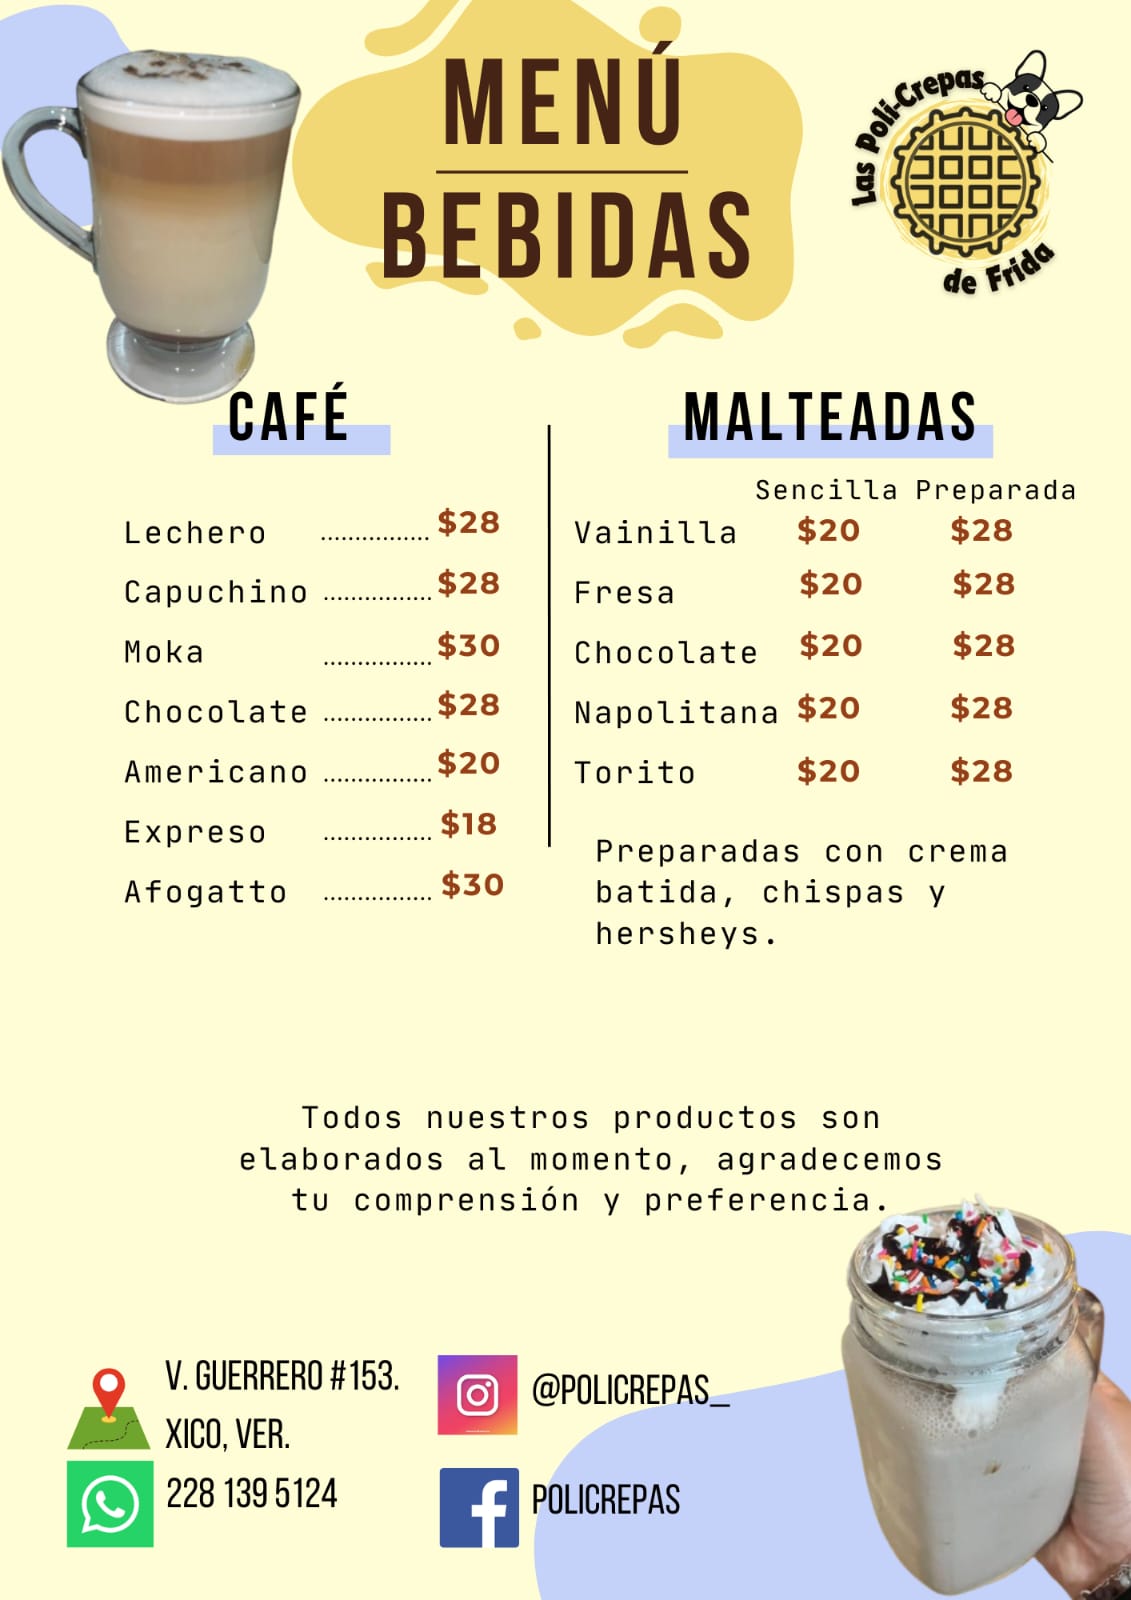 MENÚ
BEBIDAS
Las Poli-Crepas
de Frida
CAFÉ
Lechero ................ $28
Capuchino ................ $28
Moka ................ $30
Chocolate ................ $28
Americano ................ $20
Expreso ................ $18
Afogatto ................ $30
MALTEADAS
Sencilla Preparada
Vainilla $20 $28
Fresa $20 $28
Chocolate $20 $28
Napolitana $20 $28
Torito $20 $28
Preparadas con crema
batida, chispas y
hersheys.
Todos nuestros productos son
elaborados al momento, agradecemos
tu comprensión y preferencia.
V. GUERRERO #153.
XICO, VER.
228 139 5124
@POLICREPAS_
POLICREPAS